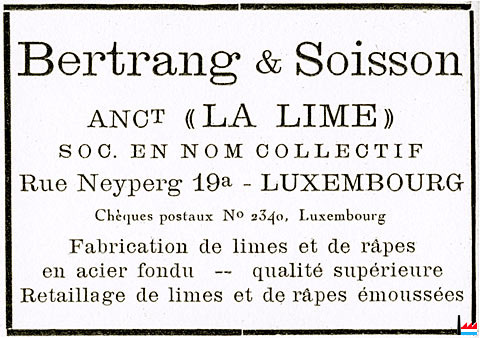 Bertrang & Soisson
ANCT « LA LIME »
SOC. EN NOM COLLECTIF
Rue Neyperg 19a - LUXEMBOURG
Chèques postaux No 2340, Luxembourg
Fabrication de limes et de râpes
en acier fondu -- qualité supérieure
Retaillage de limes et de râpes émoussées